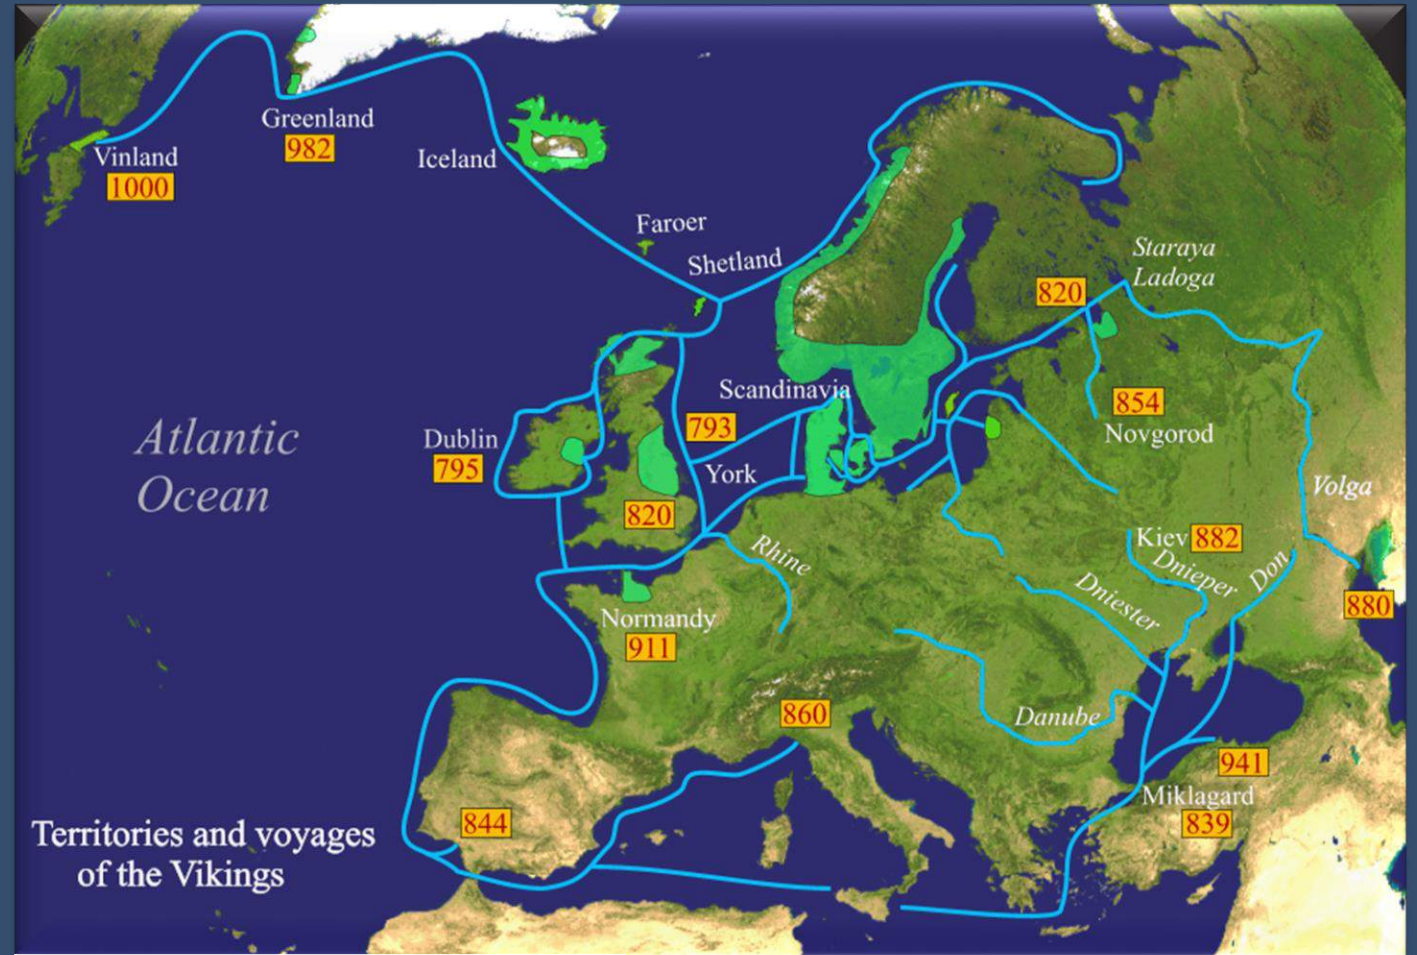 Greenland
982
Vinland
1000
Iceland
Faroer
Shetland
Staraya
Ladoga
820
Scandinavia
793
854
Novgorod
Atlantic
Ocean
Dublin
795
York
820
Volga
Kiev 882
Rhine
Dnieper
Don
Dniester
880
Normandy
911
860
Danube
941
Miklagard
839
844
Territories and voyages
of the Vikings